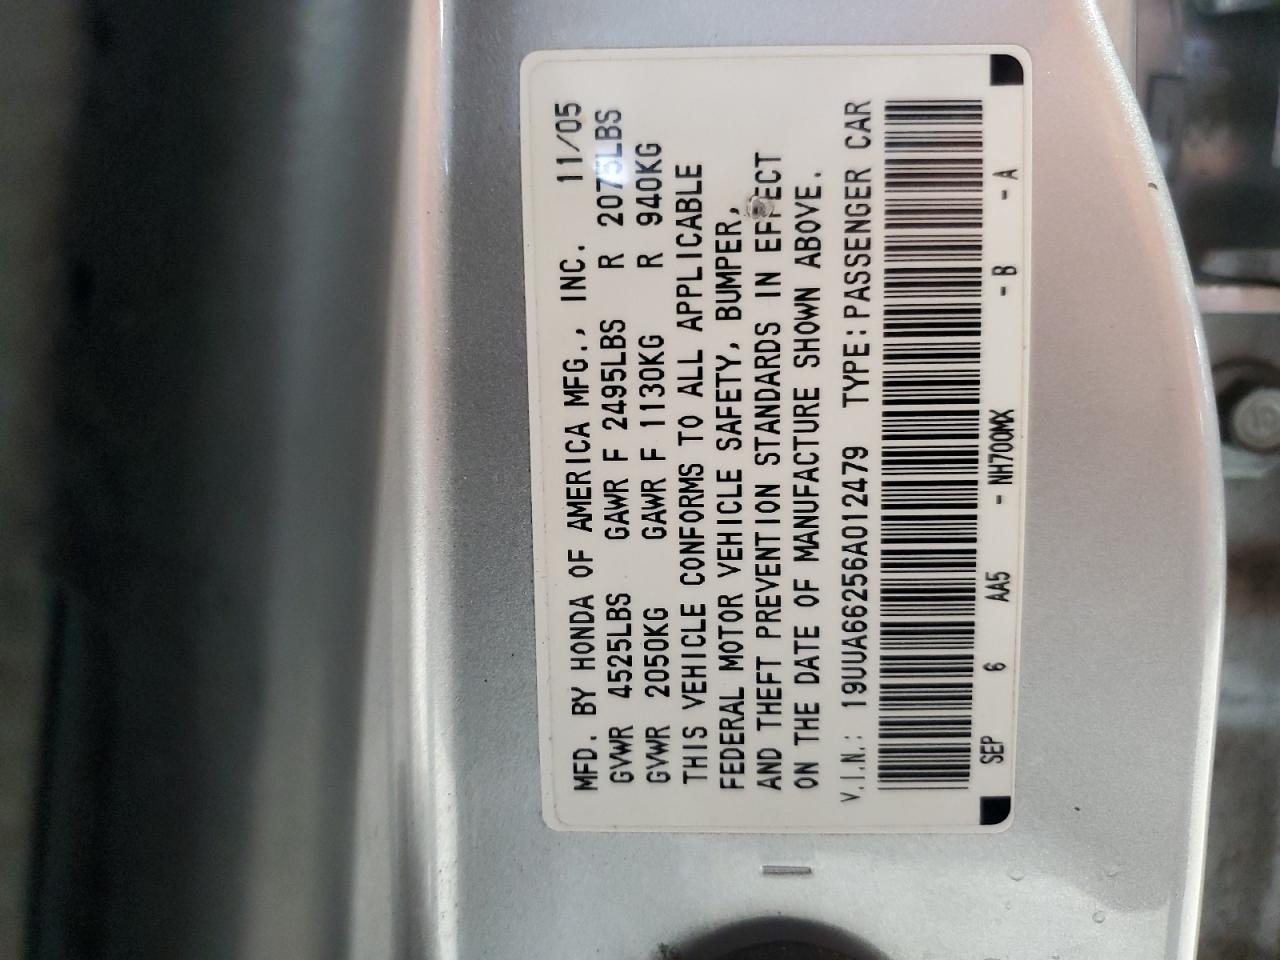 MFD. BY HONDA OF AMERICA MFG., INC. 11/05
GVWR 4525LBS GAWR F 2495LBS R 2075LBS
GVWR 2050KG GAWR F 1130KG R 940KG
THIS VEHICLE CONFORMS TO ALL APPLICABLE
FEDERAL MOTOR VEHICLE SAFETY, BUMPER,
AND THEFT PREVENTION STANDARDS IN EFFECT
ON THE DATE OF MANUFACTURE SHOWN ABOVE.
V.I.N.: 19UUA66256A012479 TYPE:PASSENGER CAR
SEP 6 AA5 - NH700MX - B - A